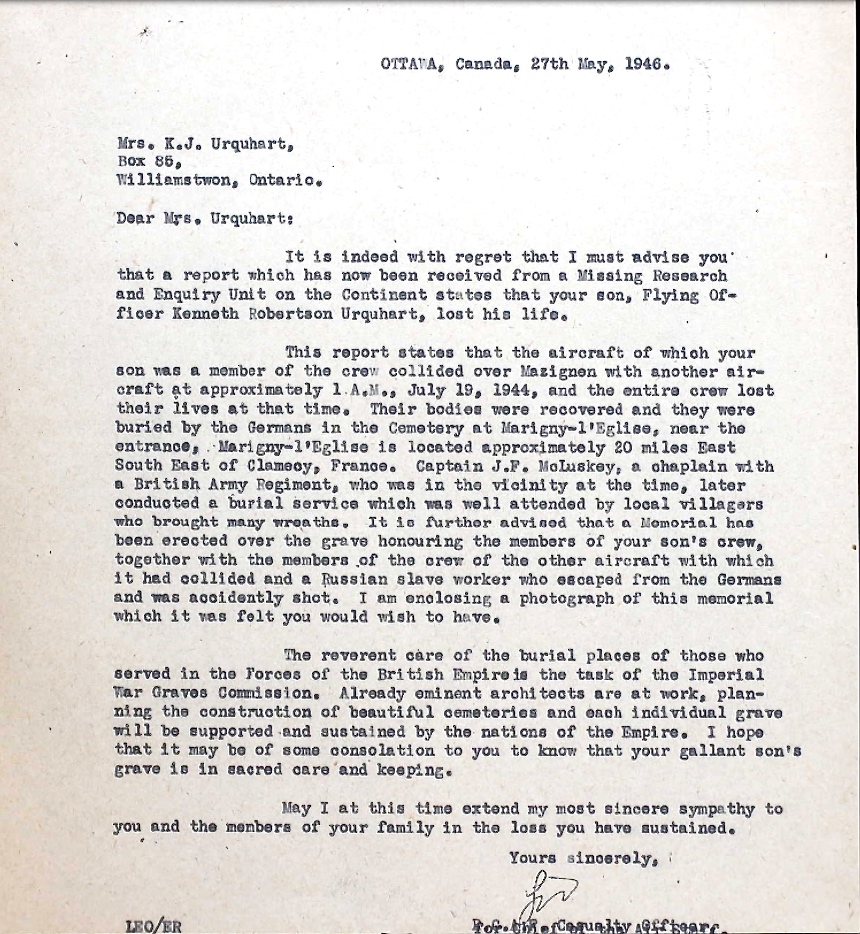 OTTAWA, Canada, 27th May, 1946.
Mrs. K.J. Urquhart,
Box 85,
Williamstwon, Ontario.
Dear Mrs. Urquhart:
It is indeed with regret that I must advise you
that a report which has now been received from a Missing Research
and Enquiry Unit on the Continent states that your son, Flying Of-
ficer Kenneth Robertson Urquhart, lost his life.
This report states that the aircraft of which your
son was a member of the crew collided over Mazignen with another air-
craft at approximately 1 A.M., July 19, 1944, and the entire crew lost
their lives at that time. Their bodies were recovered and they were
buried by the Germans in the Cemetery at Marigny-l'Eglise, near the
entrance, Marigny-l'Eglise is located approximately 20 miles East
South East of Clamecy, France. Captain J.F. McLuskey, a chaplain with
a British Army Regiment, who was in the vicinity at the time, later
conducted a burial service which was well attended by local villagers
who brought many wreaths. It is further advised that a Memorial has
been erected over the grave honouring the members of your son's crew,
together with the members of the crew of the other aircraft with which
it had collided and a Russian slave worker who escaped from the Germans
and was accidently shot. I am enclosing a photograph of this memorial
which it was felt you would wish to have.
The reverent care of the burial places of those who
served in the Forces of the British Empire is the task of the Imperial
War Graves Commission. Already eminent architects are at work, plan-
ning the construction of beautiful cemeteries and each individual grave
will be supported and sustained by the nations of the Empire. I hope
that it may be of some consolation to you to know that your gallant son's
grave is in sacred care and keeping.
May I at this time extend my most sincere sympathy to
you and the members of your family in the loss you have sustained.
Yours sincerely,
R.C.A.F. Casualty Officer,
for Chief of the Air Staff.
LEO/ER